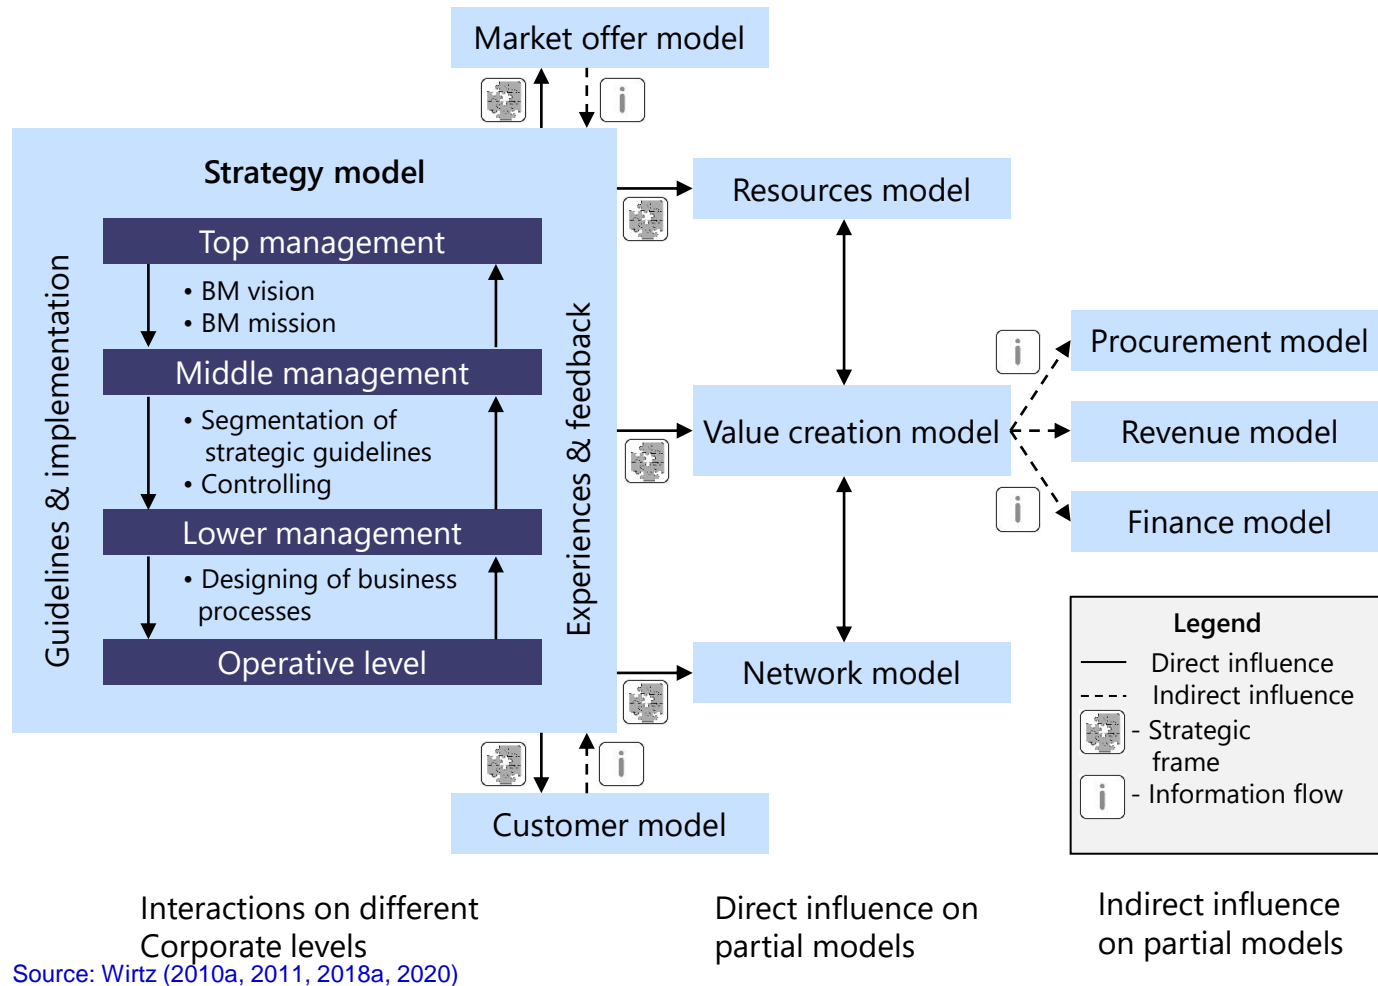 Market offer model
i
Strategy model
Guidelines & implementation
Top management
• BM vision
• BM mission
Middle management
• Segmentation of
strategic guidelines
• Controlling
Lower management
• Designing of business
processes
Operative level
Experiences & feedback
Resources model
Value creation model
Network model
i
Procurement model
Revenue model
i
Finance model
i
Customer model
Legend
Direct influence
Indirect influence
- Strategic
frame
i
- Information flow
Interactions on different
Corporate levels
Direct influence on
partial models
Indirect influence
on partial models
Source: Wirtz (2010a, 2011, 2018a, 2020)